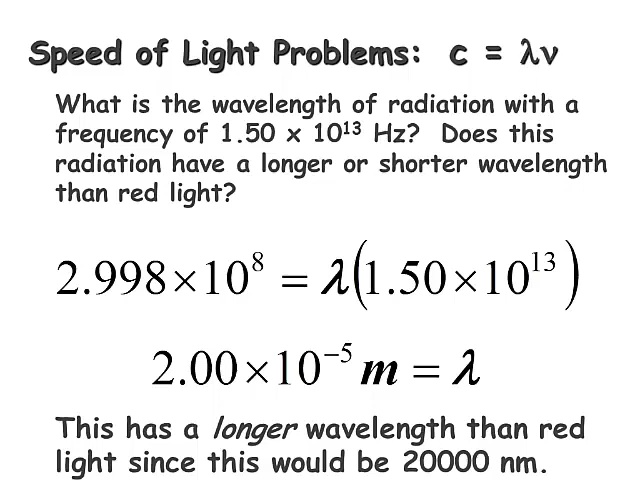 Speed of Light Problems: c = λν
What is the wavelength of radiation with a
frequency of 1.50 x 10¹³ Hz? Does this
radiation have a longer or shorter wavelength
than red light?
2.998×10⁸ = λ(1.50×10¹³)
2.00×10⁻⁵ m = λ
This has a longer wavelength than red
light since this would be 20000 nm.